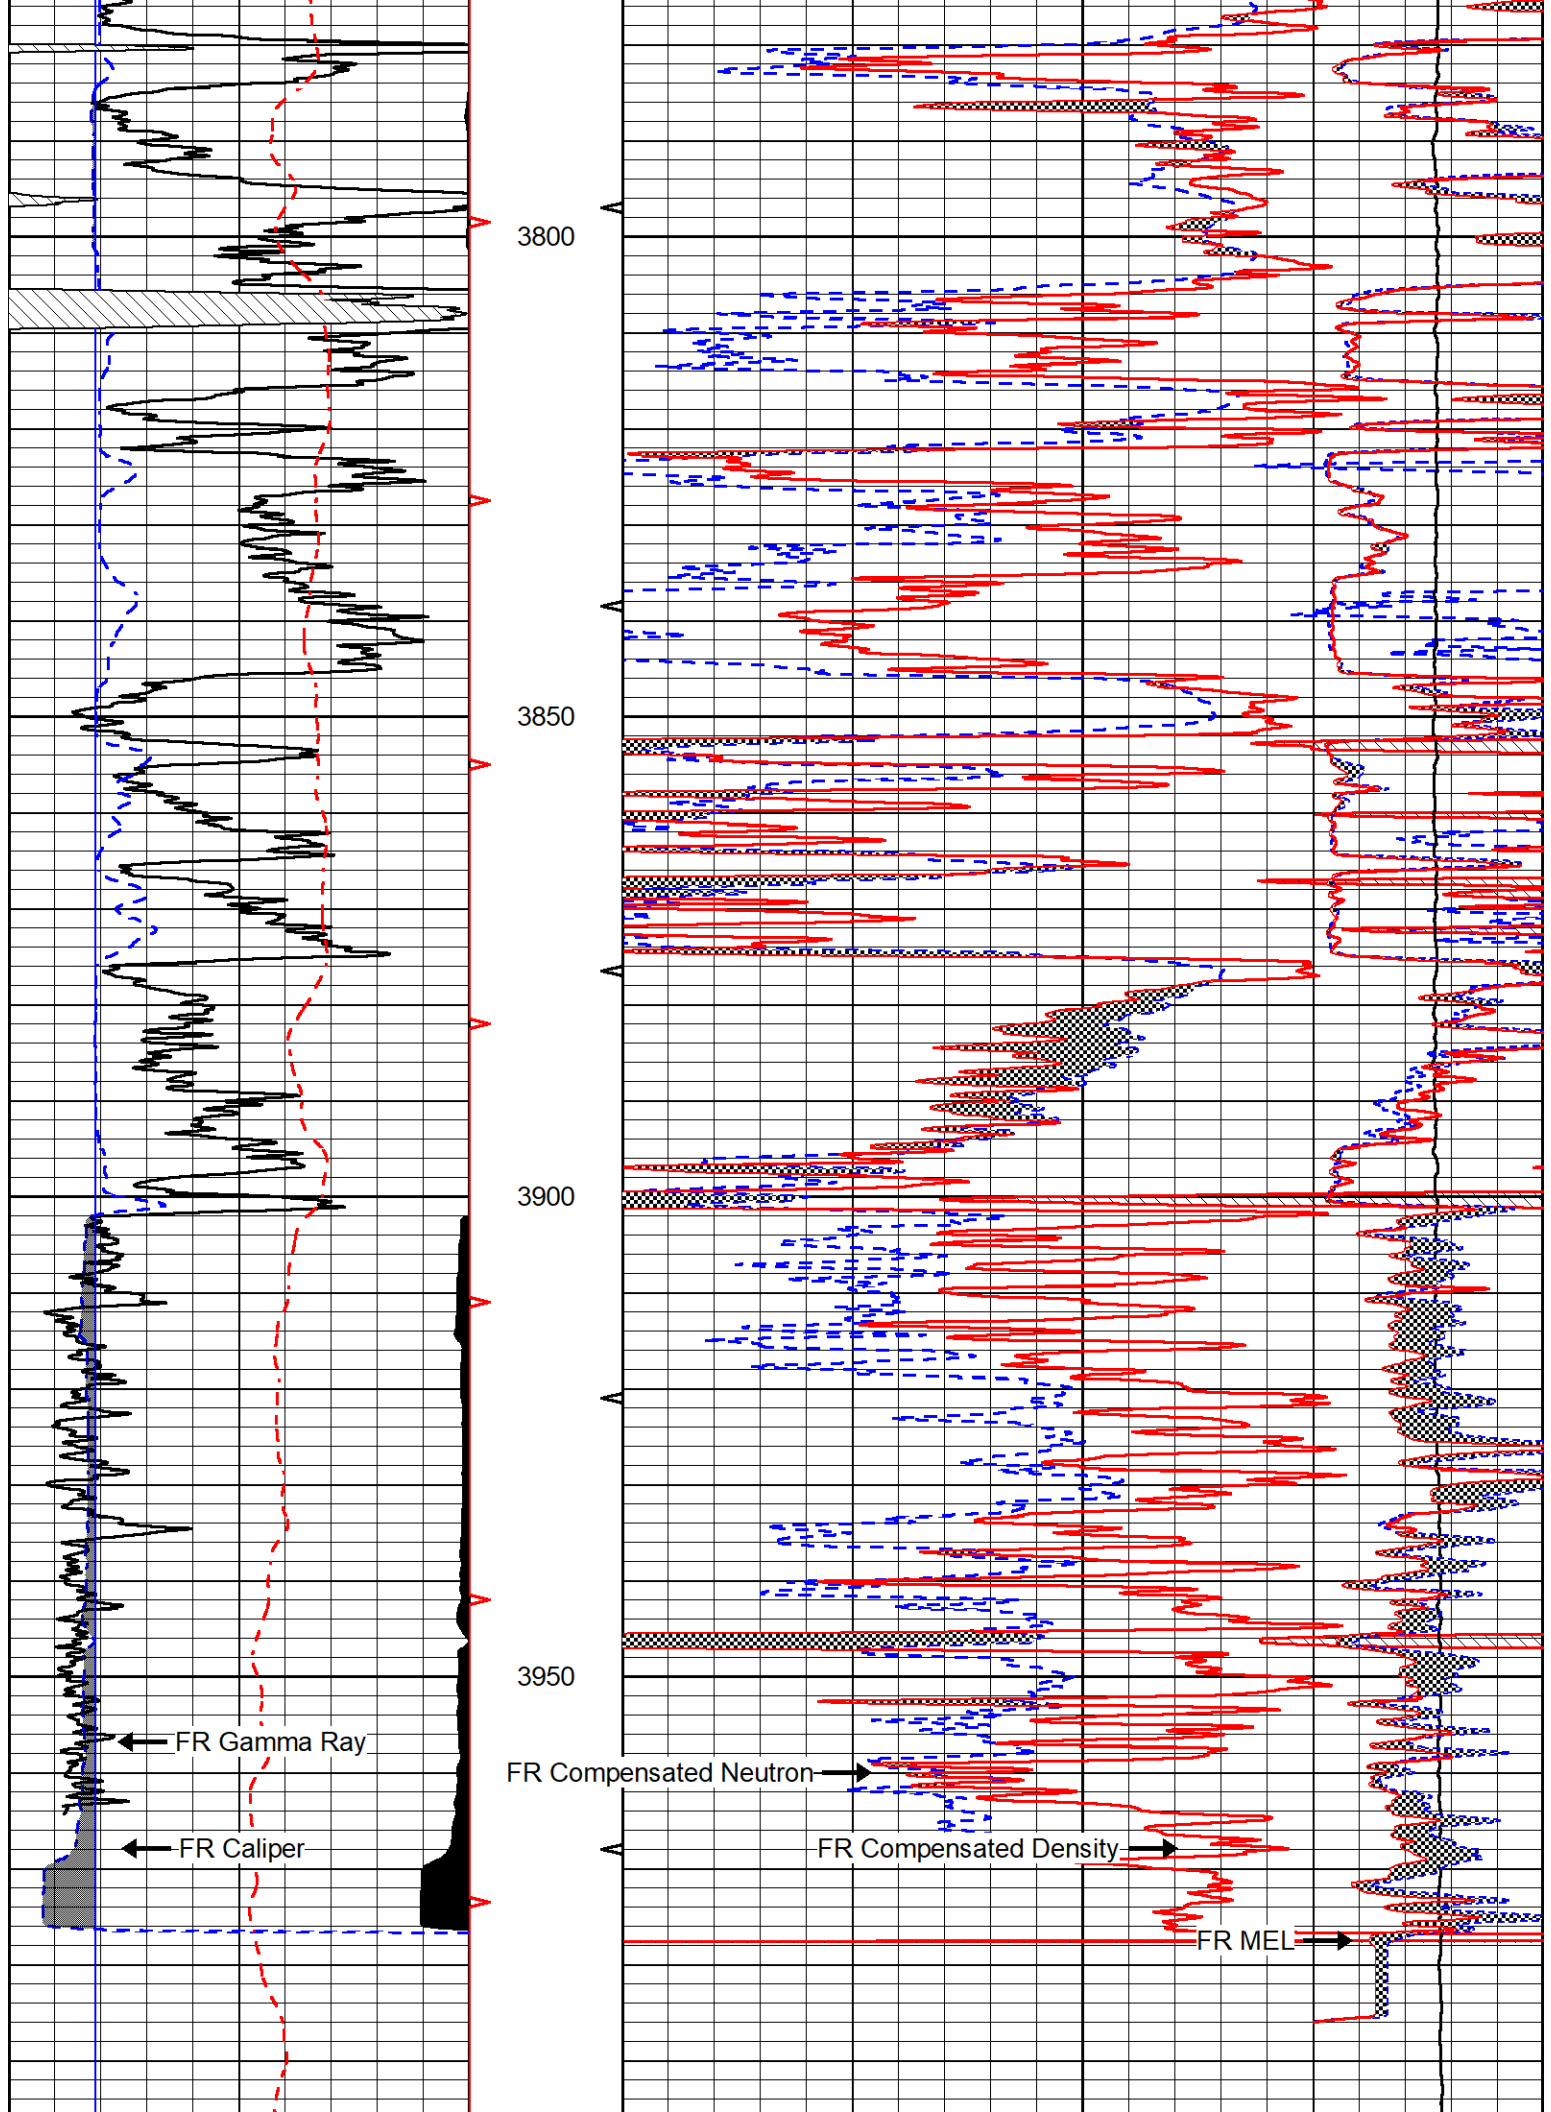 3800
3850
3900
3950
FR Gamma Ray
FR Compensated Neutron
FR Caliper
FR Compensated Density
FR MEL